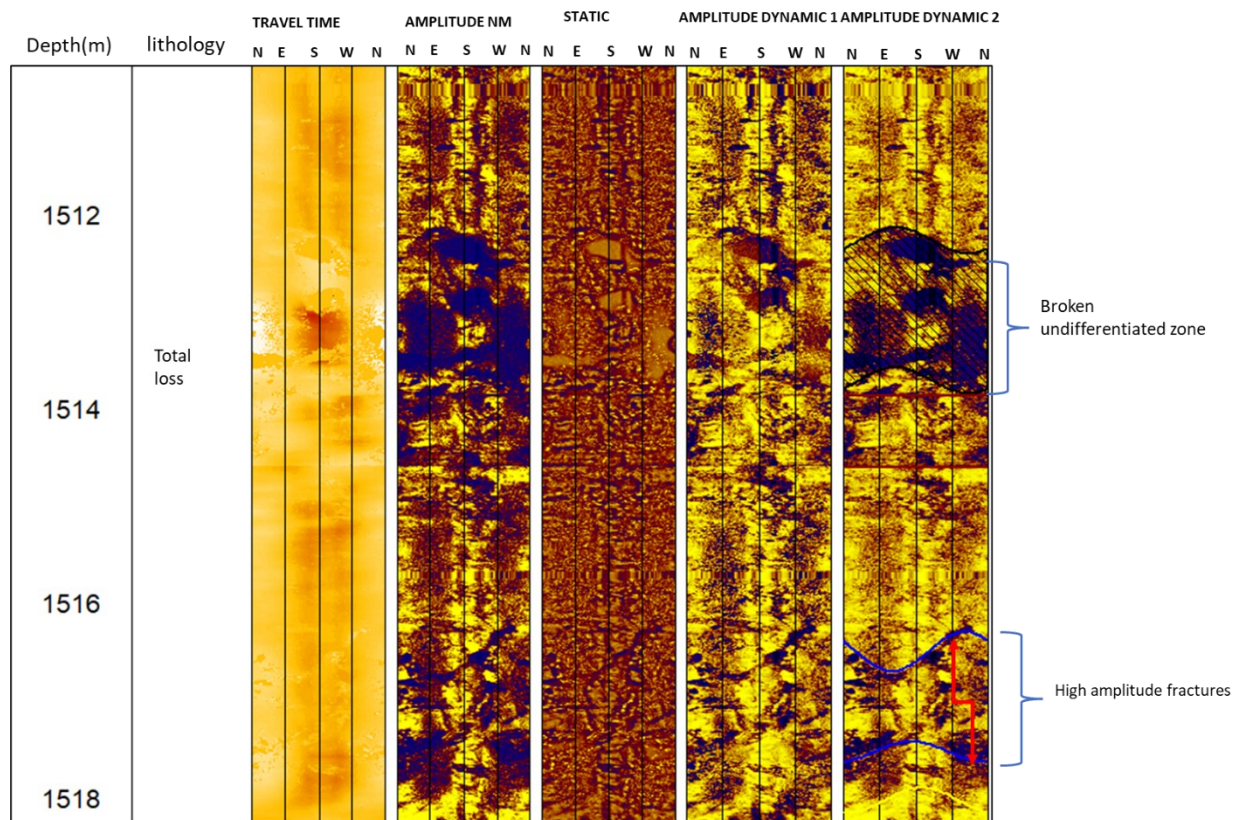 TRAVEL TIME
AMPLITUDE NM
STATIC
AMPLITUDE DYNAMIC 1 AMPLITUDE DYNAMIC 2
Depth(m)
lithology
N E S W N
N E S W N
N E S W N
N E S W N
N E S W N
1512
1514
1516
1518
Total
loss
Broken
undifferentiated zone
High amplitude fractures